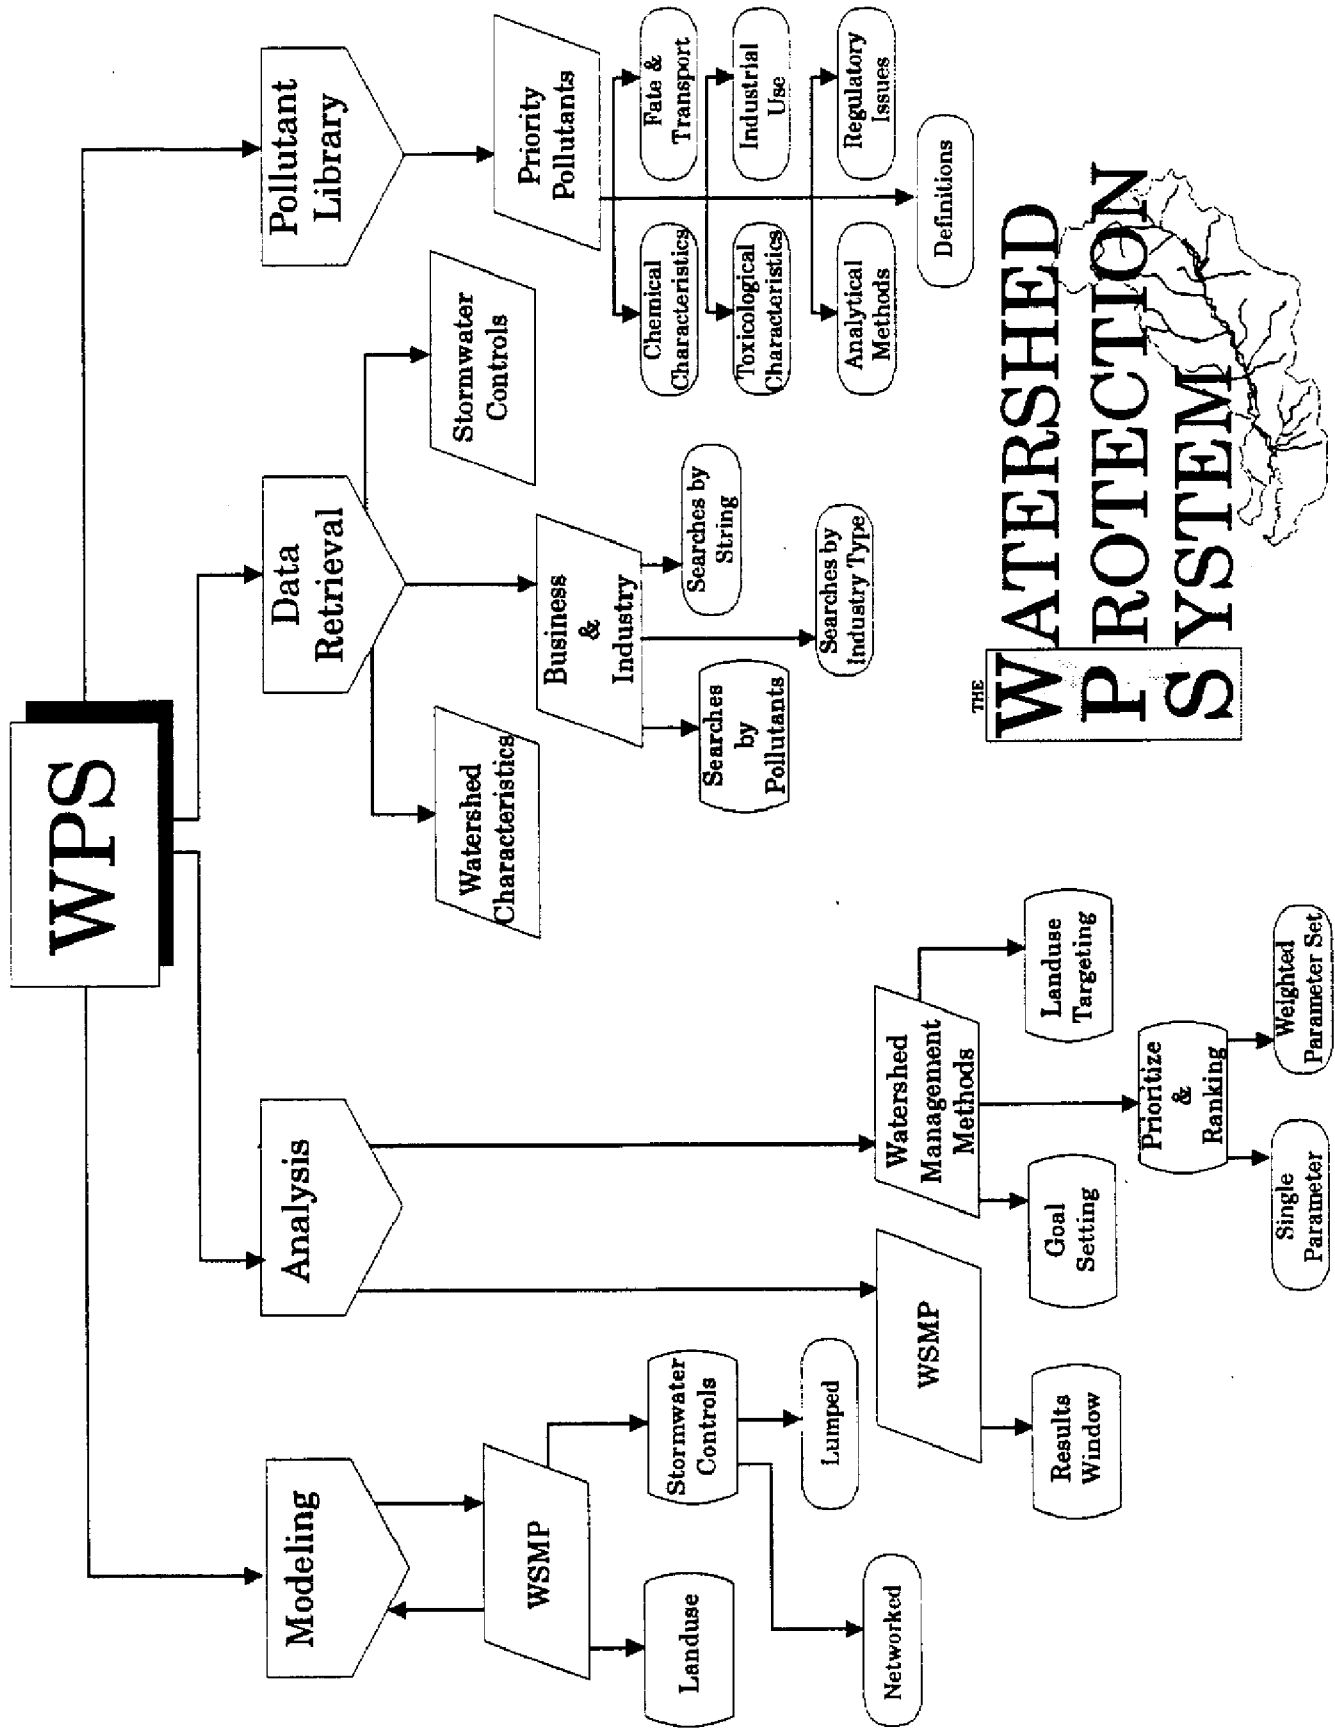 WPS
Modeling
Analysis
Data
Retrieval
Pollutant
Library
WSMP
Landuse
Stormwater
Controls
Networked
Lumped
WSMP
Results
Window
Watershed
Management
Methods
Goal
Setting
Prioritize
&
Ranking
Landuse
Targeting
Single
Parameter
Weighted
Parameter Set
Watershed
Characteristics
Business
&
Industry
Stormwater
Controls
Searches
by
Pollutants
Searches by
Industry Type
Searches by
String
Priority
Pollutants
Chemical
Characteristics
Fate &
Transport
Toxicological
Characteristics
Industrial
Use
Analytical
Methods
Regulatory
Issues
Definitions
THE
WATERSHED
PROTECTION
SYSTEM